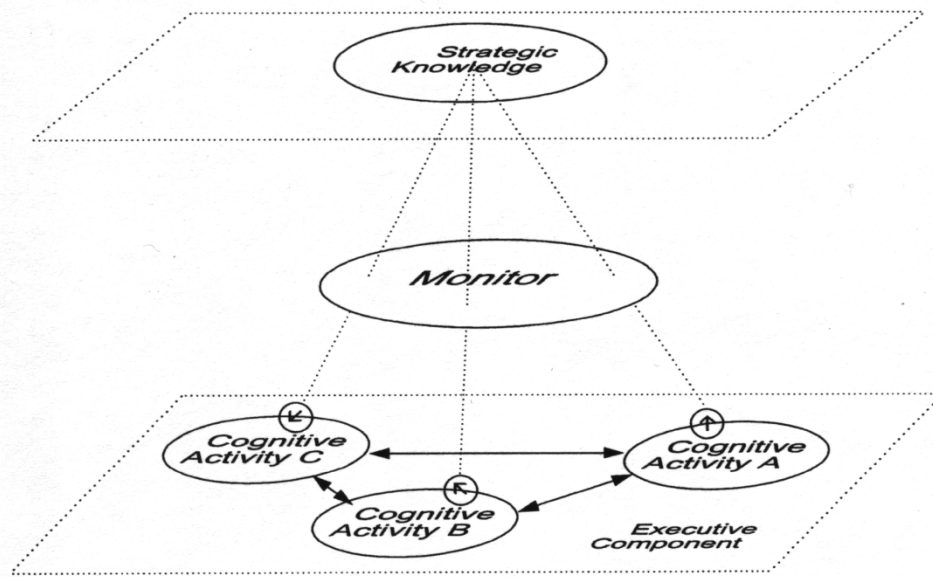 Strategic
Knowledge
Monitor
Cognitive
Activity C
Cognitive
Activity A
Cognitive
Activity B
Executive
Component